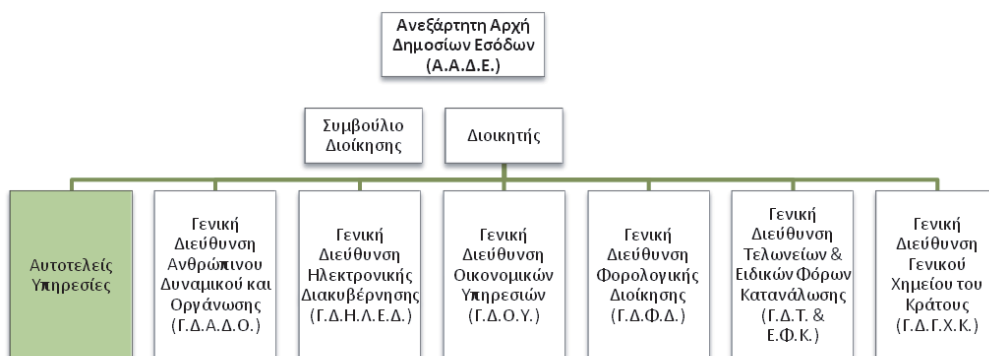 Ανεξάρτητη Αρχή
Δημοσίων Εσόδων
(Α.Α.Δ.Ε.)
Συμβούλιο
Διοίκησης
Διοικητής
Αυτοτελείς
Υπηρεσίες
Γενική
Διεύθυνση
Ανθρώπινου
Δυναμικού και
Οργάνωσης
(Γ.Δ.Α.Δ.Ο.)
Γενική
Διεύθυνση
Ηλεκτρονικής
Διακυβέρνησης
(Γ.Δ.Η.Λ.Ε.Δ.)
Γενική
Διεύθυνση
Οικονομικών
Υπηρεσιών
(Γ.Δ.Ο.Υ.)
Γενική
Διεύθυνση
Φορολογικής
Διοίκησης
(Γ.Δ.Φ.Δ.)
Γενική
Διεύθυνση
Τελωνείων &
Ειδικών Φόρων
Κατανάλωσης
(Γ.Δ.Τ. &
Ε.Φ.Κ.)
Γενική
Διεύθυνση
Γενικού
Χημείου του
Κράτους
(Γ.Δ.Γ.Χ.Κ.)